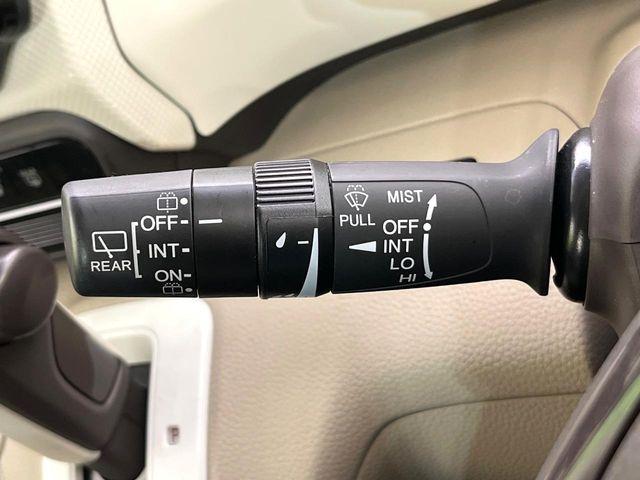 OFF
INT
REAR
ON
PULL
MIST
OFF
INT
LO
HI
P